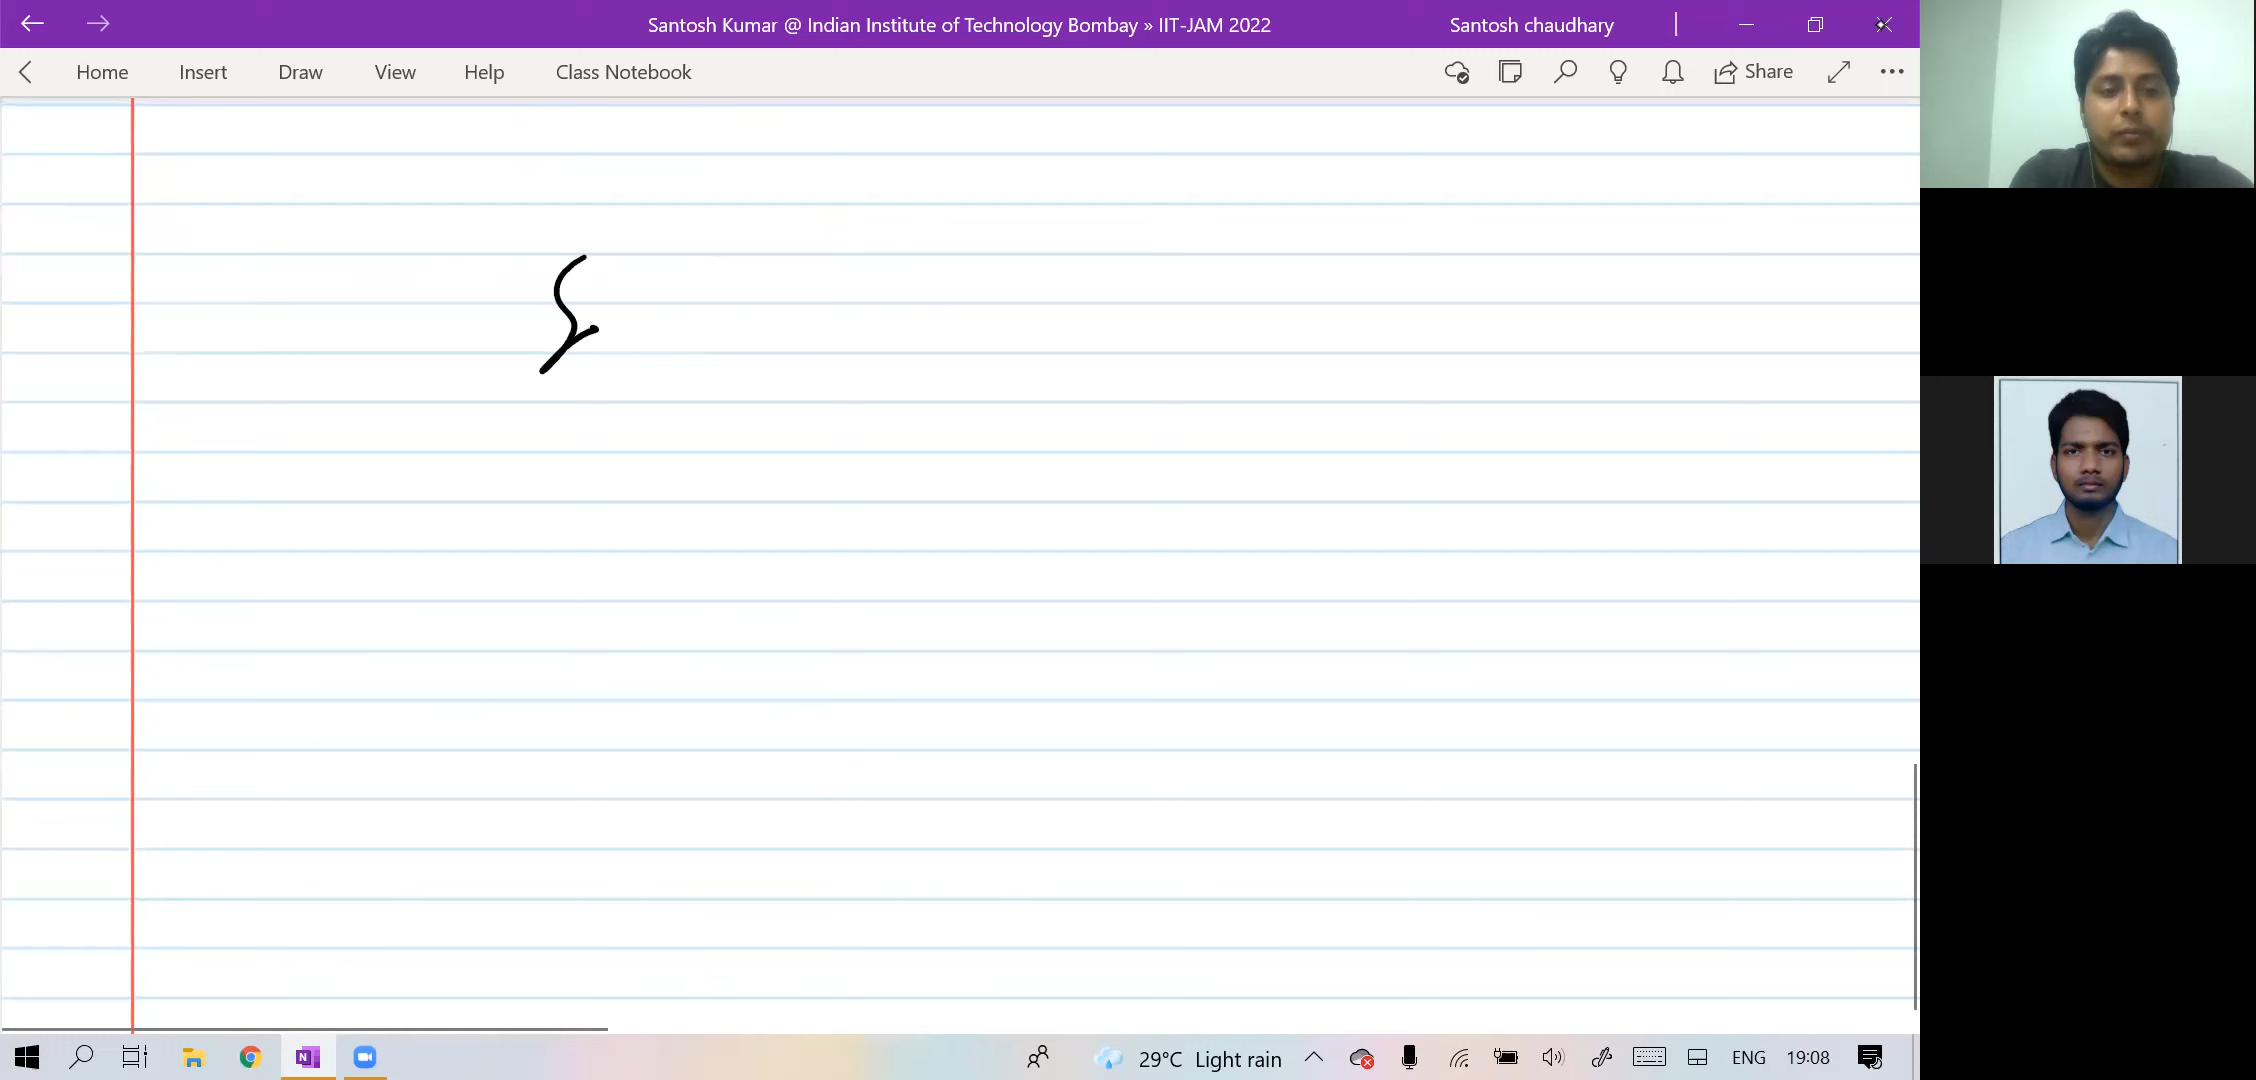 Santosh Kumar @ Indian Institute of Technology Bombay » IIT-JAM 2022
Santosh chaudhary
Home Insert Draw View Help Class Notebook
Share
29°C Light rain
ENG 19:08